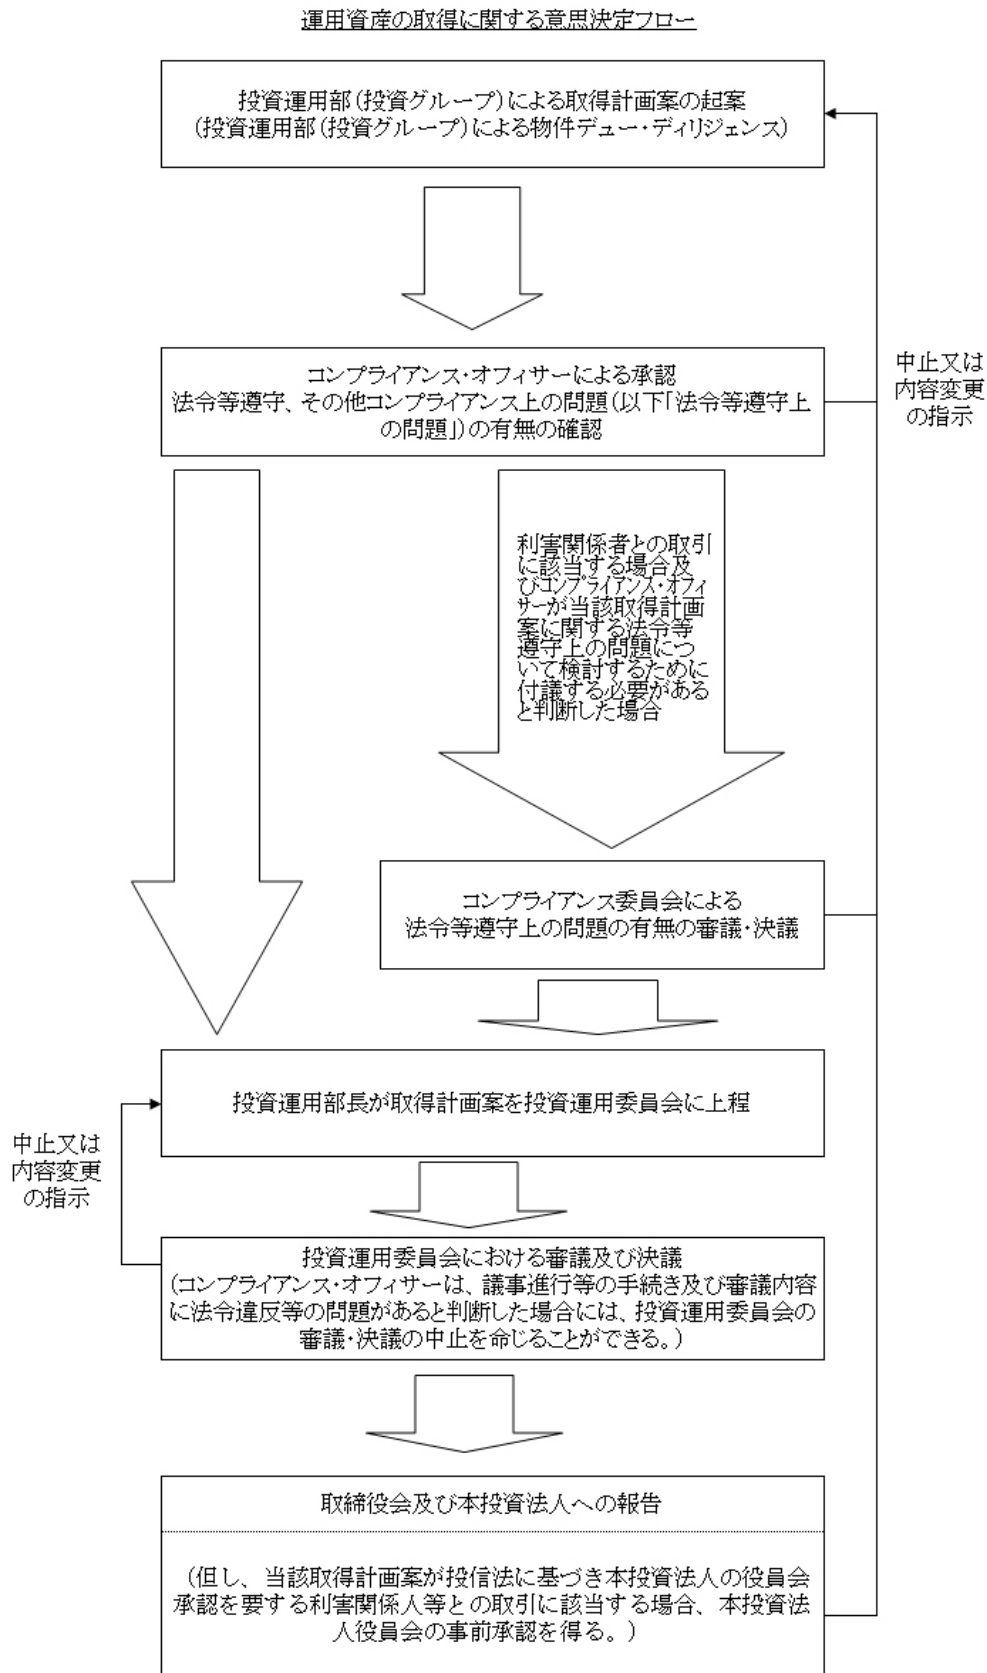 運用資産の取得に関する意思決定フロー
投資運用部(投資グループ)による取得計画案の起案
(投資運用部(投資グループ)による物件デュー・ディリジェンス)
中止又は
内容変更
の指示
コンプライアンス・オフィサーによる承認
法令等遵守、その他コンプライアンス上の問題(以下「法令等遵守上
の問題」)の有無の確認
利害関係者との取引
に該当する場合及
びコンプライアンス・オフィ
サーが当該取得計画
案に関する法令等
遵守上の問題につ
いて検討するために
付議する必要がある
と判断した場合
コンプライアンス委員会による
法令等遵守上の問題の有無の審議・決議
投資運用部長が取得計画案を投資運用委員会に上程
中止又は
内容変更
の指示
投資運用委員会における審議及び決議
(コンプライアンス・オフィサーは、議事進行等の手続き及び審議内容
に法令違反等の問題があると判断した場合には、投資運用委員会の
審議・決議の中止を命じることができる。)
取締役会及び本投資法人への報告
(但し、当該取得計画案が投信法に基づき本投資法人の役員会
承認を要する利害関係人等との取引に該当する場合、本投資法
人役員会の事前承認を得る。)